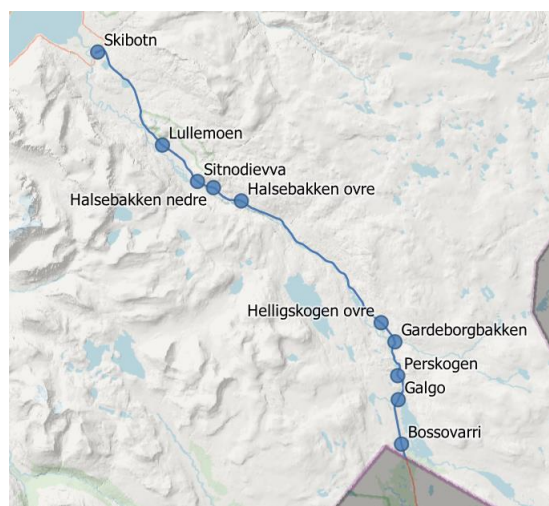 Skibotn
Lullemoen
Sitnodievva
Halsebakken nedre
Halsebakken ovre
Helligskogen ovre
Gardeborgbakken
Perskogen
Galgo
Bossovarri